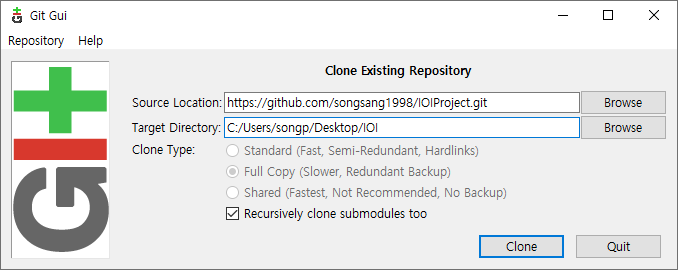 Git Gui
Repository Help
git
Clone Existing Repository
Source Location: https://github.com/songsang1998/IOIProject.git Browse
Target Directory: C:/Users/songp/Desktop/IOI Browse
Clone Type: Standard (Fast, Semi-Redundant, Hardlinks)
Full Copy (Slower, Redundant Backup)
Shared (Fastest, Not Recommended, No Backup)
Recursively clone submodules too
Clone Quit